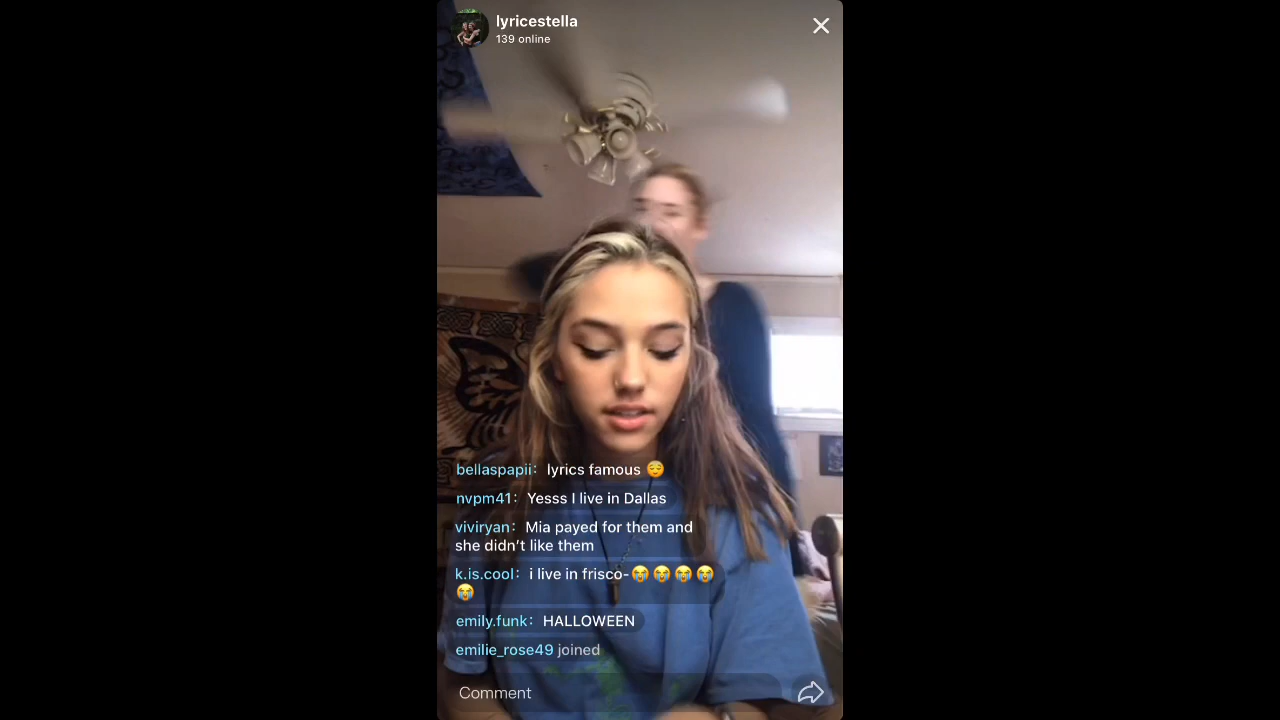 lyricestella
139 online
bellaspapii: lyrics famous 😌
nvpm41: Yesss I live in Dallas
viviryan: Mia payed for them and
she didn't like them
k.is.cool: i live in frisco-😭😭😭😭
😭
emily.funk: HALLOWEEN
emilie_rose49 joined
Comment